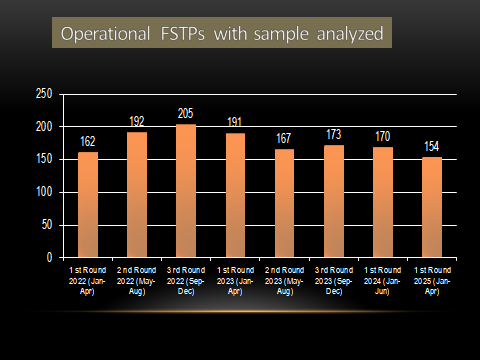 Operational FSTPs with sample analyzed
250
200
150
100
50
0
162
192
205
191
167
173
170
154
1 st Round
2022 (Jan-
Apr)
2 nd Round
2022 (May-
Aug)
3 rd Round
2022 (Sep-
Dec)
1 st Round
2023 (Jan-
Apr)
2 nd Round
2023 (May-
Aug)
3 rd Round
2023 (Sep-
Dec)
1 st Round
2024 (Jan-
Jun)
1 st Round
2025 (Jan-
Apr)